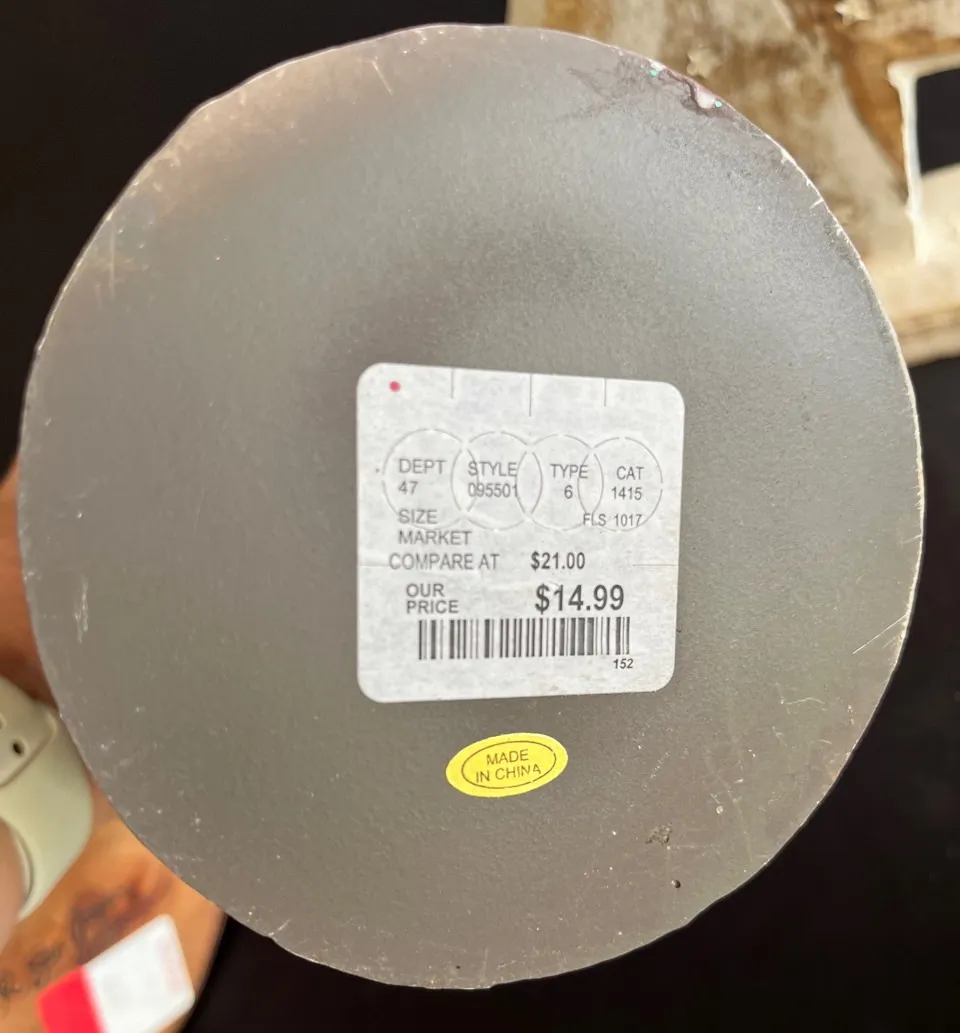 DEPT STYLE TYPE CAT
47 095501 6 1415
SIZE FLS 1017
MARKET
COMPARE AT $21.00
OUR
PRICE $14.99
152
MADE
IN CHINA